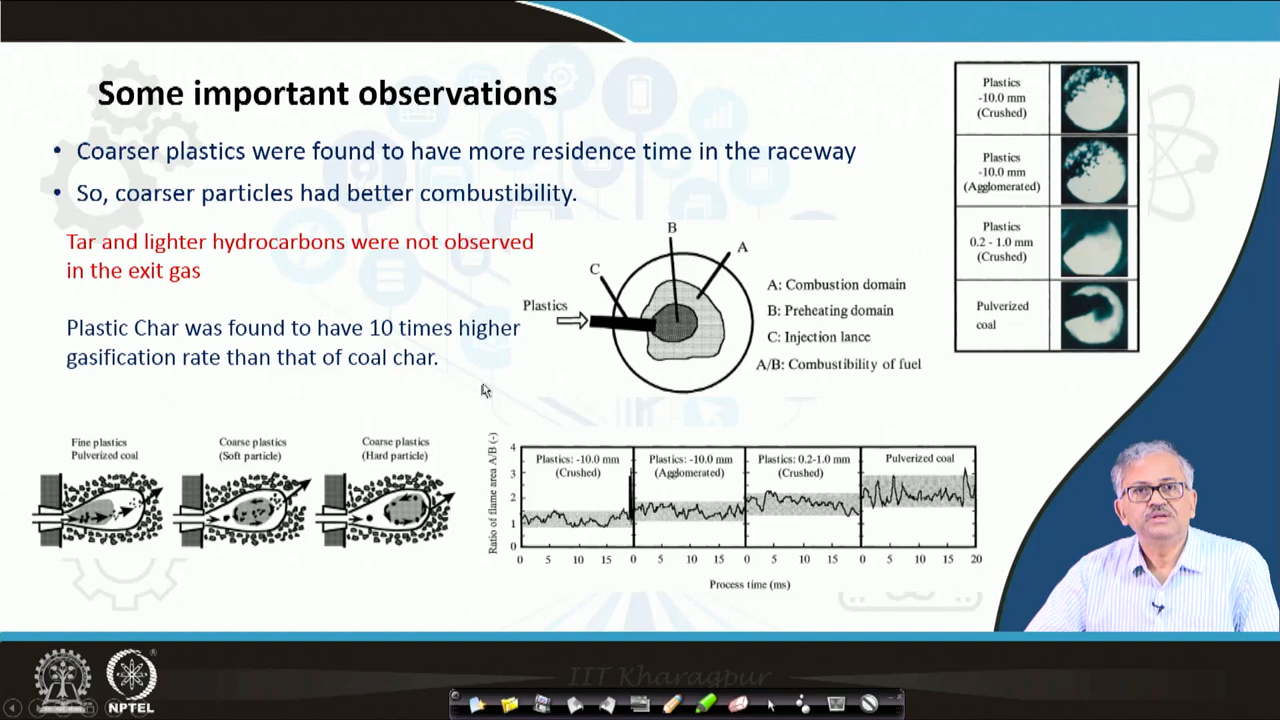 Some important observations
• Coarser plastics were found to have more residence time in the raceway
• So, coarser particles had better combustibility.
Tar and lighter hydrocarbons were not observed
in the exit gas
Plastic Char was found to have 10 times higher
gasification rate than that of coal char.
B
A
C
Plastics
A: Combustion domain
B: Preheating domain
C: Injection lance
A/B: Combustibility of fuel
Plastics
-10.0 mm
(Crushed)
Plastics
-10.0 mm
(Agglomerated)
Plastics
0.2 - 1.0 mm
(Crushed)
Pulverized
coal
Fine plastics
Pulverized coal
Coarse plastics
(Soft particle)
Coarse plastics
(Hard particle)
Ratio of flame area A/B (-)
4
3
2
1
0
Plastics: -10.0 mm
(Crushed)
Plastics: -10.0 mm
(Agglomerated)
Plastics: 0.2-1.0 mm
(Crushed)
Pulverized coal
0 5 10 15 0 5 10 15 0 5 10 15 0 5 10 15 20
Process time (ms)
IIT Kharagpur
NPTEL